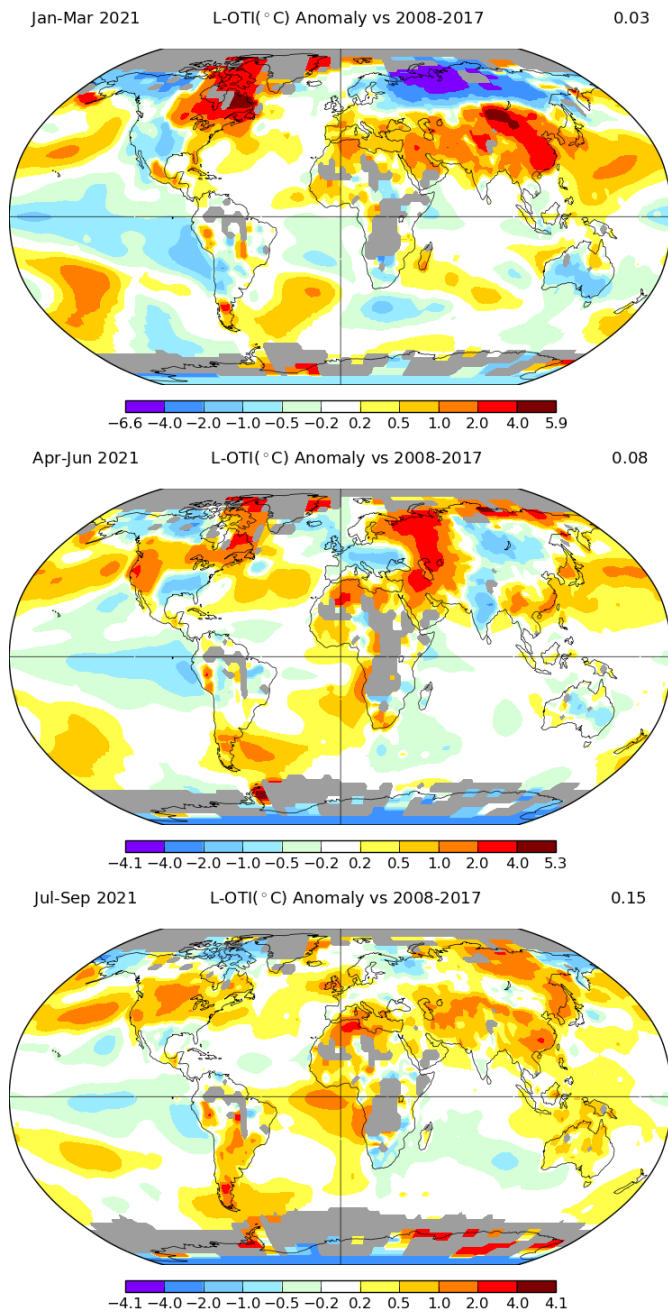 Jan-Mar 2021 L-OTI(°C) Anomaly vs 2008-2017 0.03
−6.6 −4.0 −2.0 −1.0 −0.5 −0.2 0.2 0.5 1.0 2.0 4.0 5.9
Apr-Jun 2021 L-OTI(°C) Anomaly vs 2008-2017 0.08
−4.1 −4.0 −2.0 −1.0 −0.5 −0.2 0.2 0.5 1.0 2.0 4.0 5.3
Jul-Sep 2021 L-OTI(°C) Anomaly vs 2008-2017 0.15
−4.1 −4.0 −2.0 −1.0 −0.5 −0.2 0.2 0.5 1.0 2.0 4.0 4.1